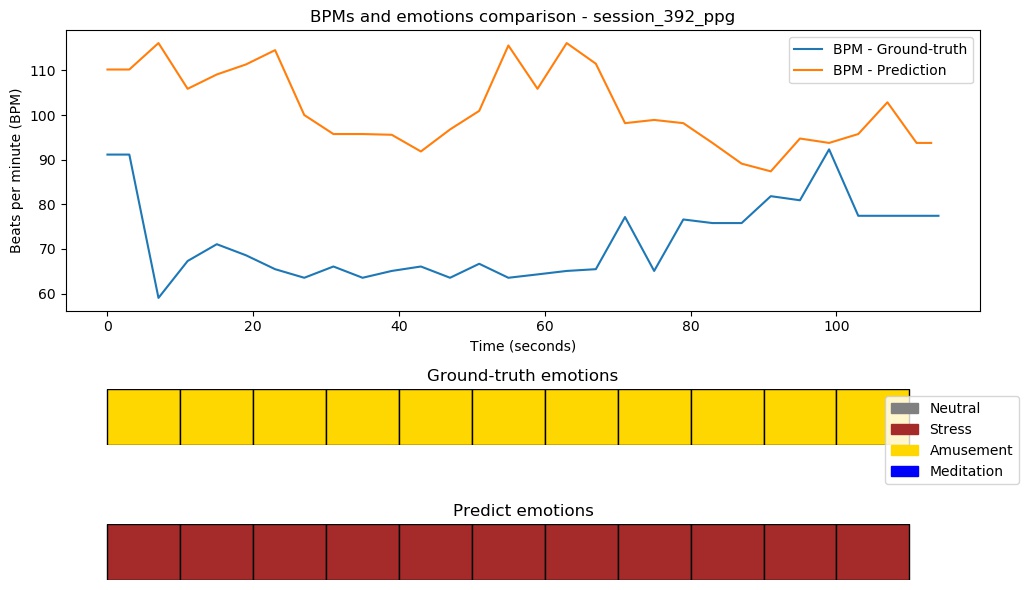 BPMs and emotions comparison - session_392_ppg
BPM - Ground-truth
BPM - Prediction
Beats per minute (BPM)
110
100
90
80
70
60
0 20 40 60 80 100
Time (seconds)
Ground-truth emotions
Neutral
Stress
Amusement
Meditation
Predict emotions